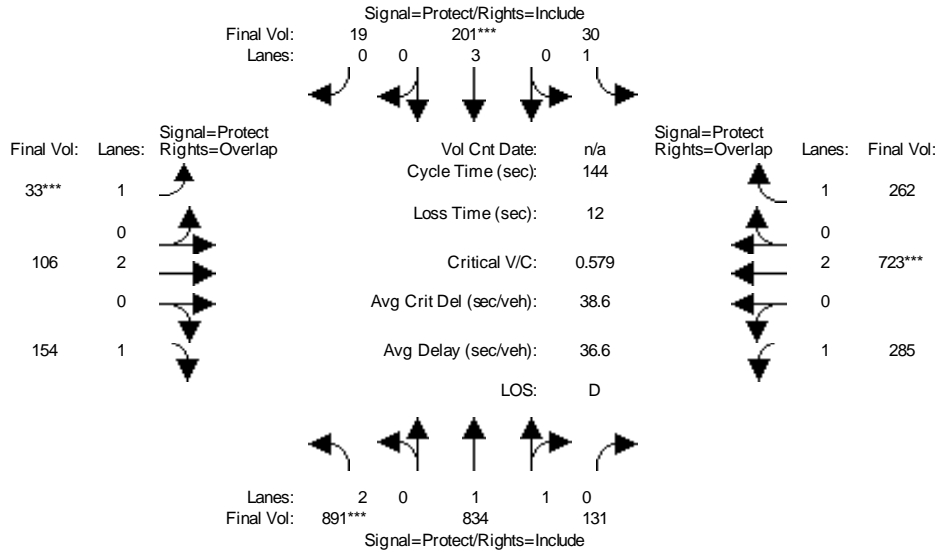 Signal=Protect/Rights=Include
Final Vol: 19 201*** 30
Lanes: 0 0 3 0 1
Signal=Protect
Final Vol: Lanes: Rights=Overlap
Vol Cnt Date: n/a
Signal=Protect
Rights=Overlap Lanes: Final Vol:
Cycle Time (sec): 144
33*** 1
1 262
Loss Time (sec): 12
0
0
106 2
Critical V/C: 0.579
2 723***
0
Avg Crit Del (sec/veh): 38.6
0
154 1
Avg Delay (sec/veh): 36.6
1 285
LOS: D
Lanes: 2 0 1 1 0
Final Vol: 891*** 834 131
Signal=Protect/Rights=Include